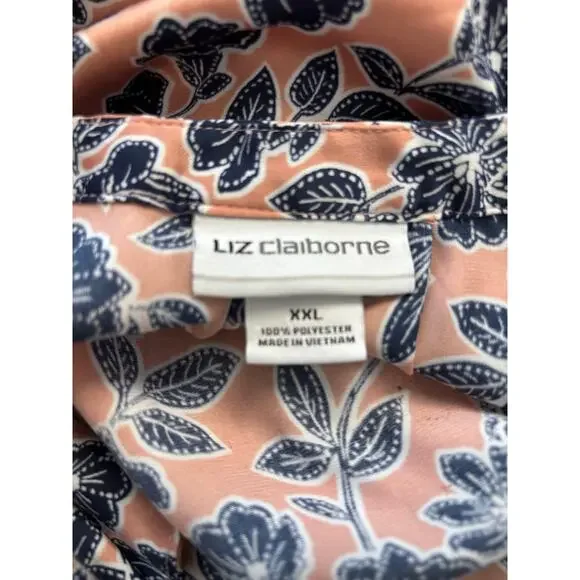 Liz claiborne
XXL
100% POLYESTER
MADE IN VIETNAM